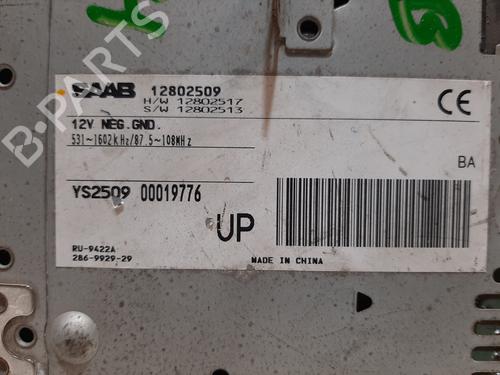 SAAB 12802509
H/W 12802517
S/W 12802513
12V NEG.GND.
531~1602kHz/87.5~108MHz
BA
YS2509 00019776
UP
RU-9422A
286-9929-29
MADE IN CHINA
B-PARTS